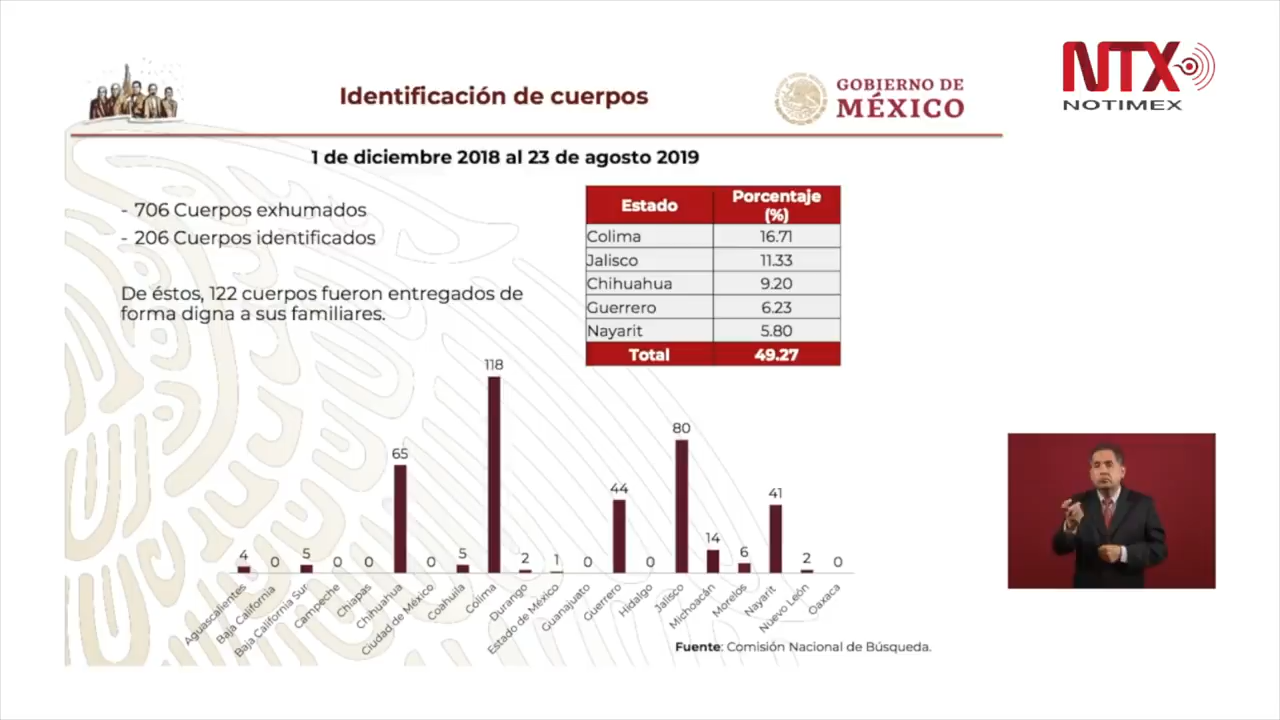 NTX
NOTIMEX
Identificación de cuerpos
GOBIERNO DE
MÉXICO
1 de diciembre 2018 al 23 de agosto 2019
- 706 Cuerpos exhumados
- 206 Cuerpos identificados
De éstos, 122 cuerpos fueron entregados de
forma digna a sus familiares.
Estado Porcentaje (%)
Colima 16.71
Jalisco 11.33
Chihuahua 9.20
Guerrero 6.23
Nayarit 5.80
Total 49.27
4 0 5 0 0 65 0 5 118 2 1 0 44 0 80 14 6 41 2 0
Aguascalientes
Baja California
Baja California Sur
Campeche
Chiapas
Chihuahua
Ciudad de México
Coahuila
Colima
Durango
Estado de México
Guanajuato
Guerrero
Hidalgo
Jalisco
Michoacán
Morelos
Nayarit
Nuevo León
Oaxaca
Fuente: Comisión Nacional de Búsqueda.